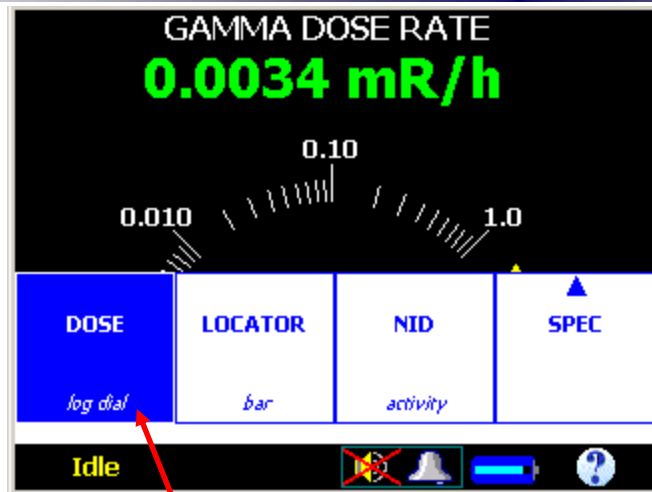 GAMMA DOSE RATE
0.0034 mR/h
0.10
0.010 1.0
DOSE LOCATOR NID SPEC
log dial bar activity
Idle ?